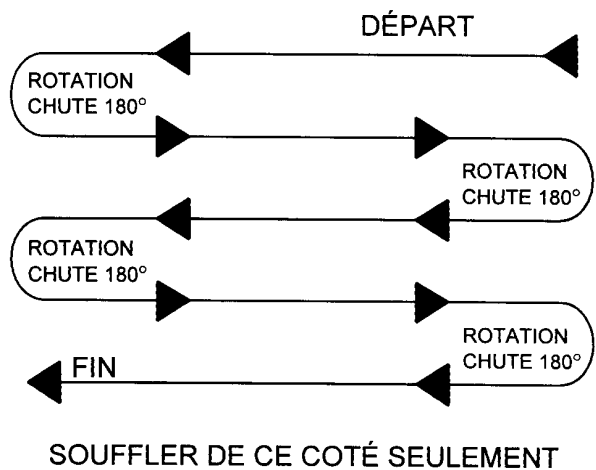 DÉPART
ROTATION
CHUTE 180°
ROTATION
CHUTE 180°
ROTATION
CHUTE 180°
ROTATION
CHUTE 180°
FIN
SOUFFLER DE CE COTÉ SEULEMENT